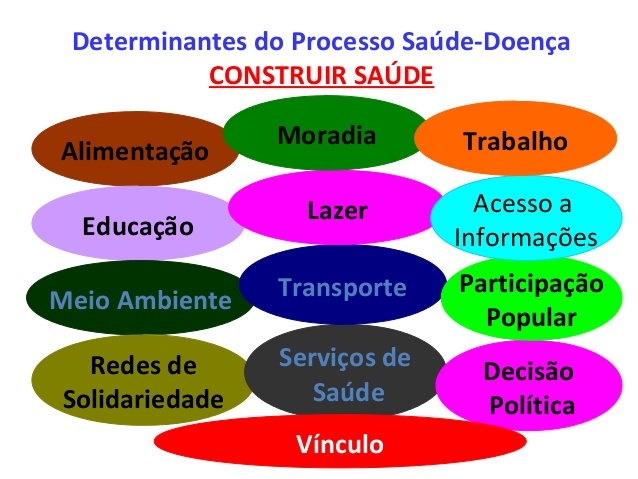 Determinantes do Processo Saúde-Doença
CONSTRUIR SAÚDE
Alimentação
Moradia
Trabalho
Educação
Lazer
Acesso a
Informações
Meio Ambiente
Transporte
Participação
Popular
Redes de
Solidariedade
Serviços de
Saúde
Decisão
Política
Vínculo